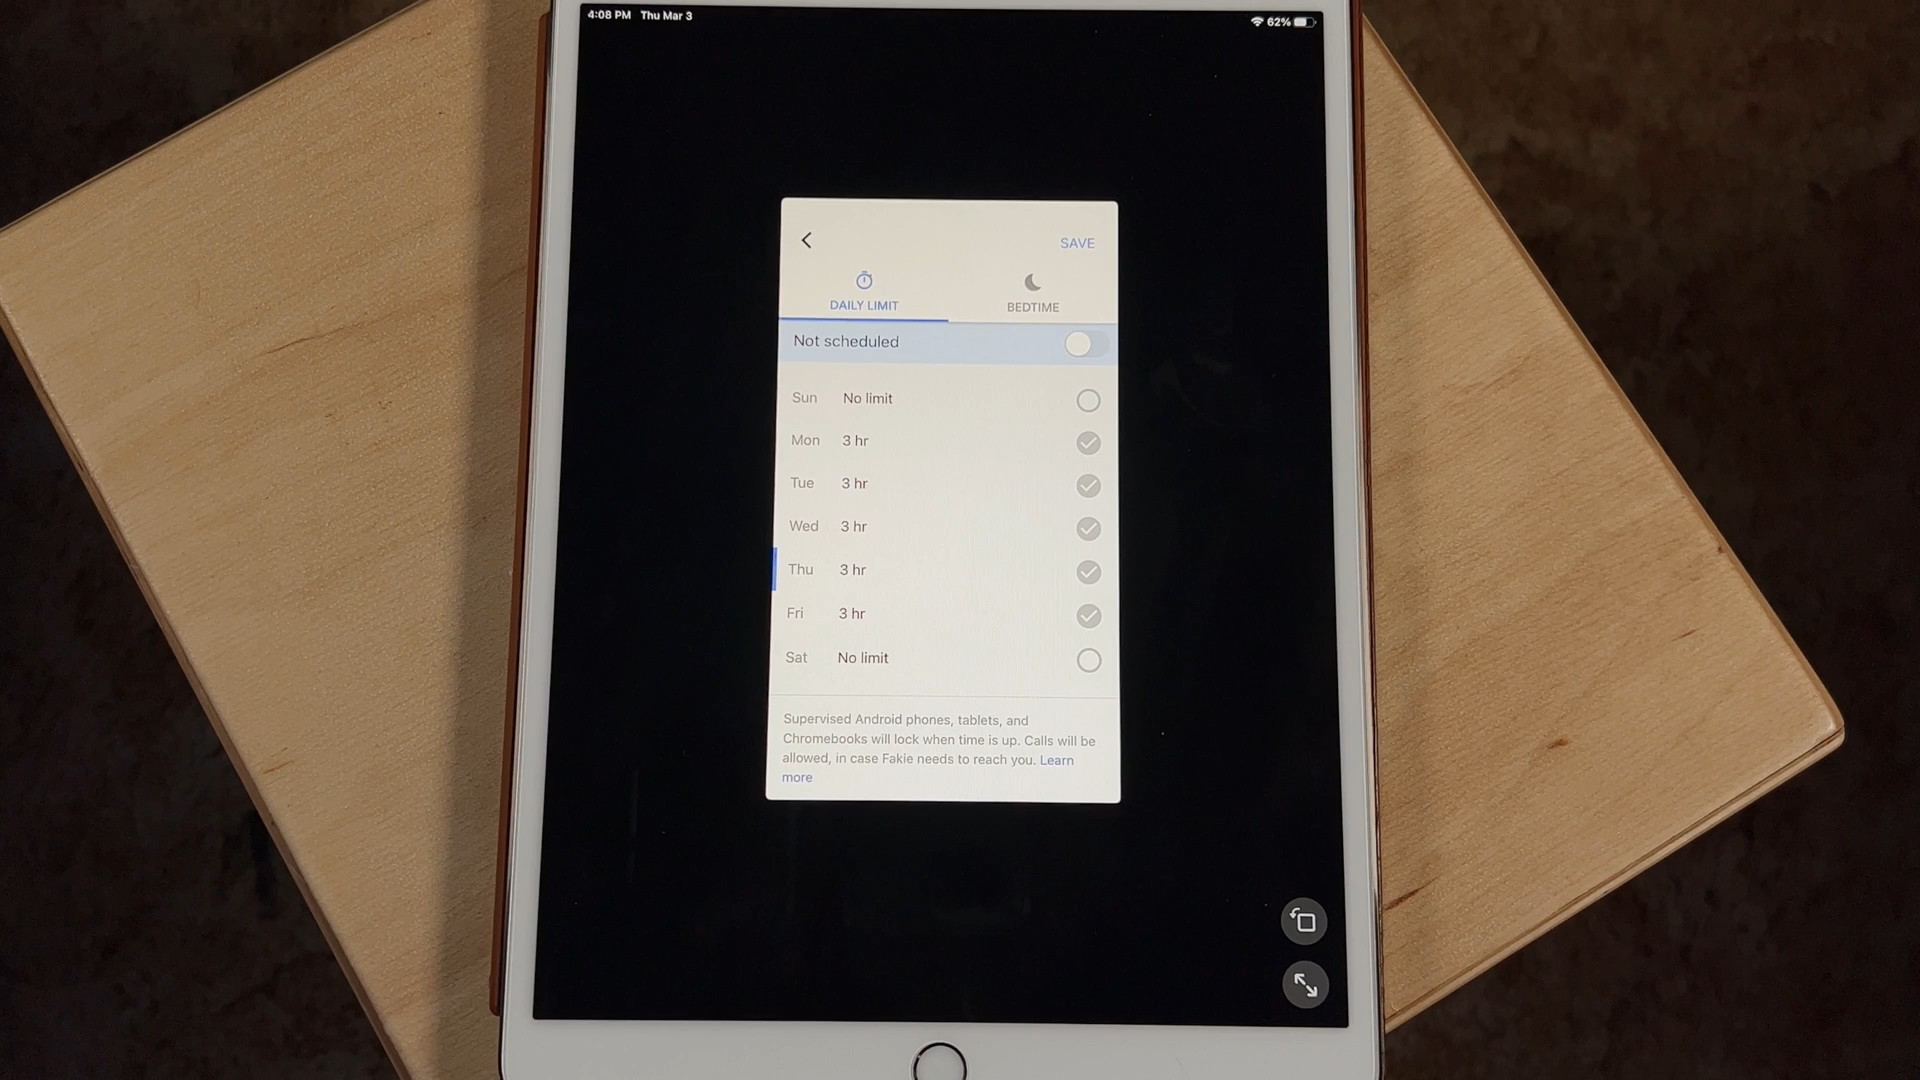 4:08 PM Thu Mar 3
62%
SAVE
DAILY LIMIT
BEDTIME
Not scheduled
Sun No limit
Mon 3 hr
Tue 3 hr
Wed 3 hr
Thu 3 hr
Fri 3 hr
Sat No limit
Supervised Android phones, tablets, and
Chromebooks will lock when time is up. Calls will be
allowed, in case Fakie needs to reach you. Learn
more